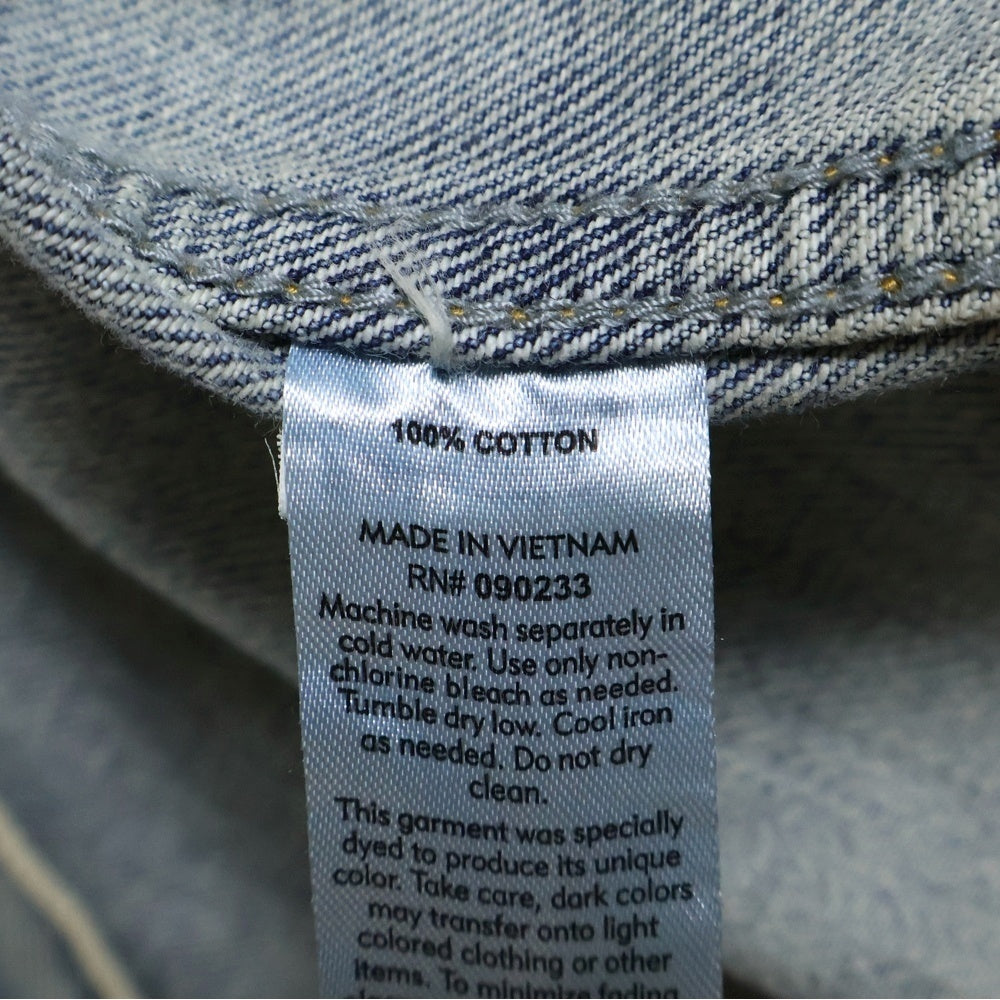 100% COTTON
MADE IN VIETNAM
RN# 090233
Machine wash separately in
cold water. Use only non-
chlorine bleach as needed.
Tumble dry low. Cool iron
as needed. Do not dry
clean.
This garment was specially
dyed to produce its unique
color. Take care, dark colors
may transfer onto light
colored clothing or other
items. To minimize fading